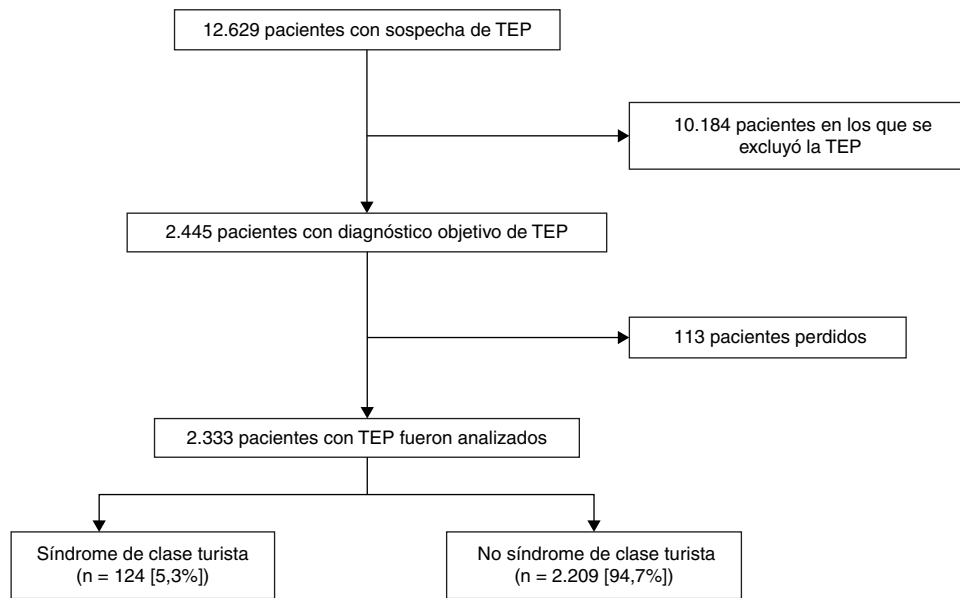 12.629 pacientes con sospecha de TEP
10.184 pacientes en los que se
excluyó la TEP
2.445 pacientes con diagnóstico objetivo de TEP
113 pacientes perdidos
2.333 pacientes con TEP fueron analizados
Síndrome de clase turista
(n = 124 [5,3%])
No síndrome de clase turista
(n = 2.209 [94,7%])